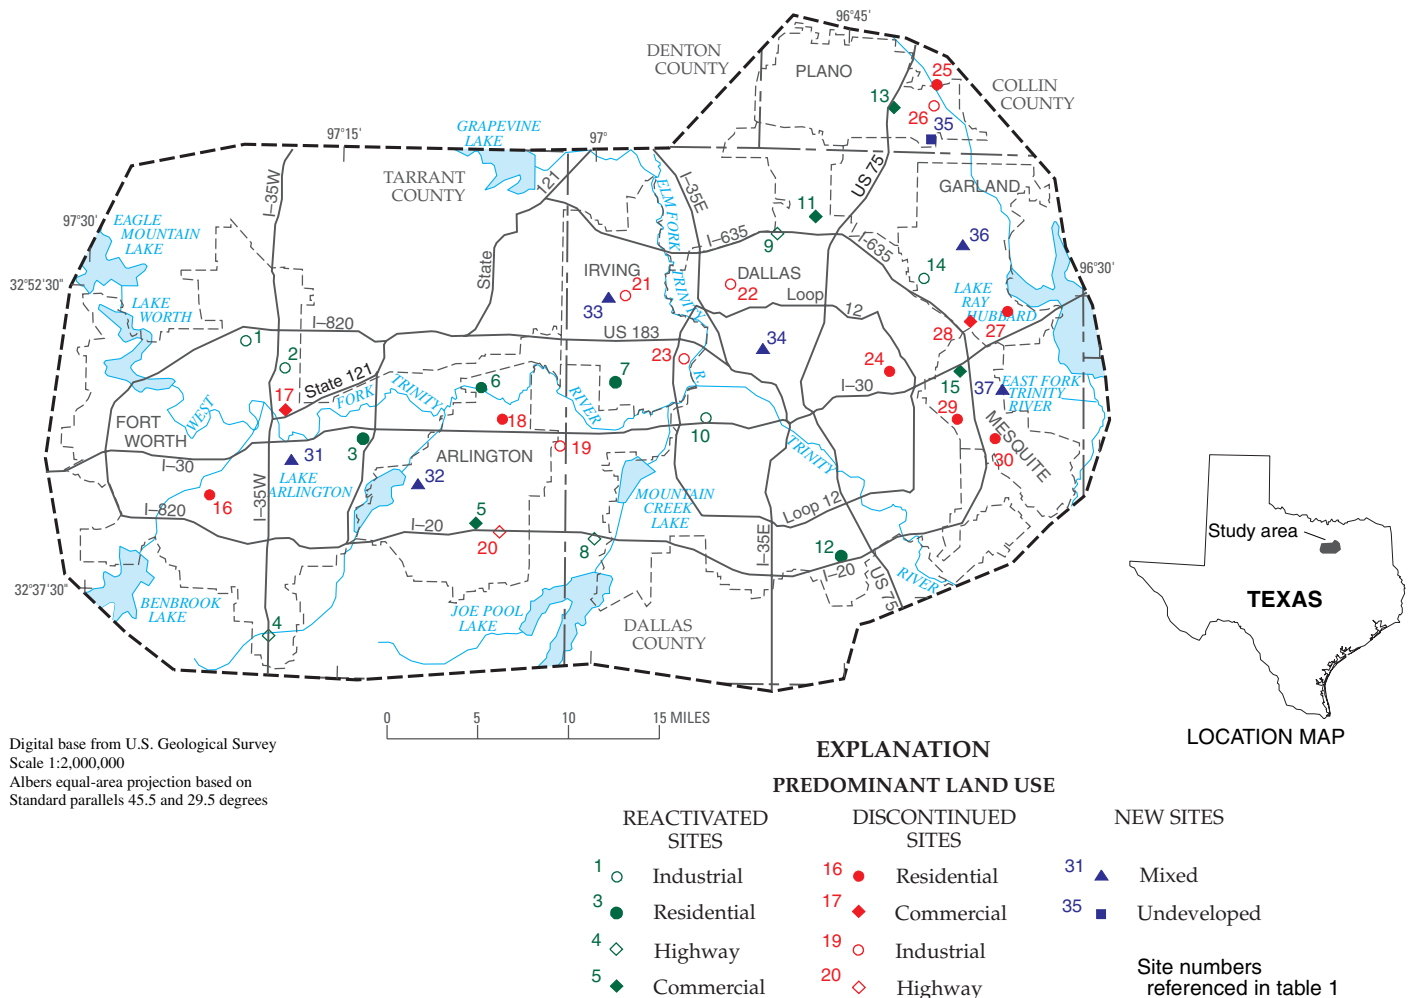 96°45'
DENTON
COUNTY
PLANO
25
COLLIN
COUNTY
13
26
35
97°15'
GRAPEVINE
LAKE
97°
TARRANT
COUNTY
121
I–35W
ELM FORK
TRINITY
R
I–35E
US 75
GARLAND
97°30'
EAGLE
MOUNTAIN
LAKE
11
I–635
9
I–635
36
14
96°30'
32°52'30"
State
IRVING
21
33
DALLAS
22
Loop
12
LAKE
RAY
HUBBARD
LAKE
WORTH
I–820
US 183
28
27
1
2
34
23
24
State 121
17
6
7
I–30
15
37
EAST FORK
TRINITY
RIVER
WEST
FORK
TRINITY
RIVER
18
29
FORT
WORTH
10
3
19
MESQUITE
30
TRINITY
I–30
31
ARLINGTON
LAKE
ARLINGTON
32
16
I–35W
MOUNTAIN
CREEK
LAKE
I–820
5
I–20
20
8
Loop 12
I–35E
12
I–20
US 75
RIVER
32°37'30"
BENBROOK
LAKE
4
JOE POOL
LAKE
DALLAS
COUNTY
Study area
TEXAS
LOCATION MAP
0 5 10 15 MILES
Digital base from U.S. Geological Survey
Scale 1:2,000,000
Albers equal-area projection based on
Standard parallels 45.5 and 29.5 degrees
EXPLANATION
PREDOMINANT LAND USE
REACTIVATED
SITES
1 Industrial
3 Residential
4 Highway
5 Commercial
DISCONTINUED
SITES
16 Residential
17 Commercial
19 Industrial
20 Highway
NEW SITES
31 Mixed
35 Undeveloped
Site numbers
referenced in table 1